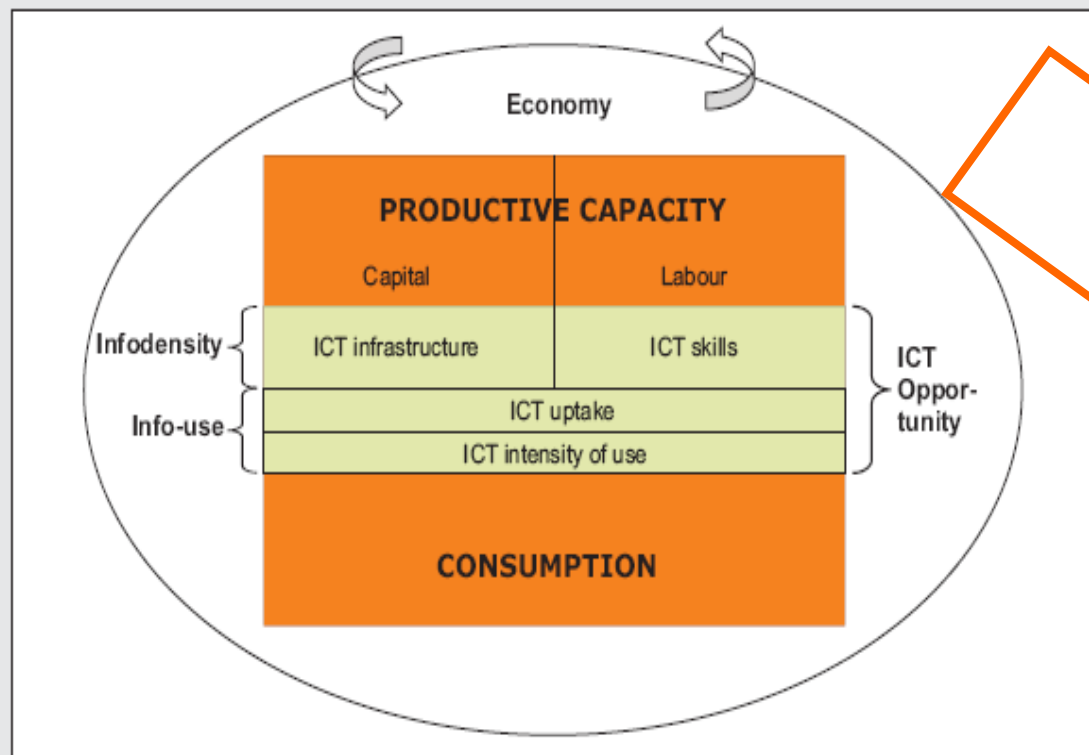 Economy
PRODUCTIVE CAPACITY
Capital
Labour
Infodensity
ICT infrastructure
ICT skills
ICT
Oppor-
tunity
Info-use
ICT uptake
ICT intensity of use
CONSUMPTION